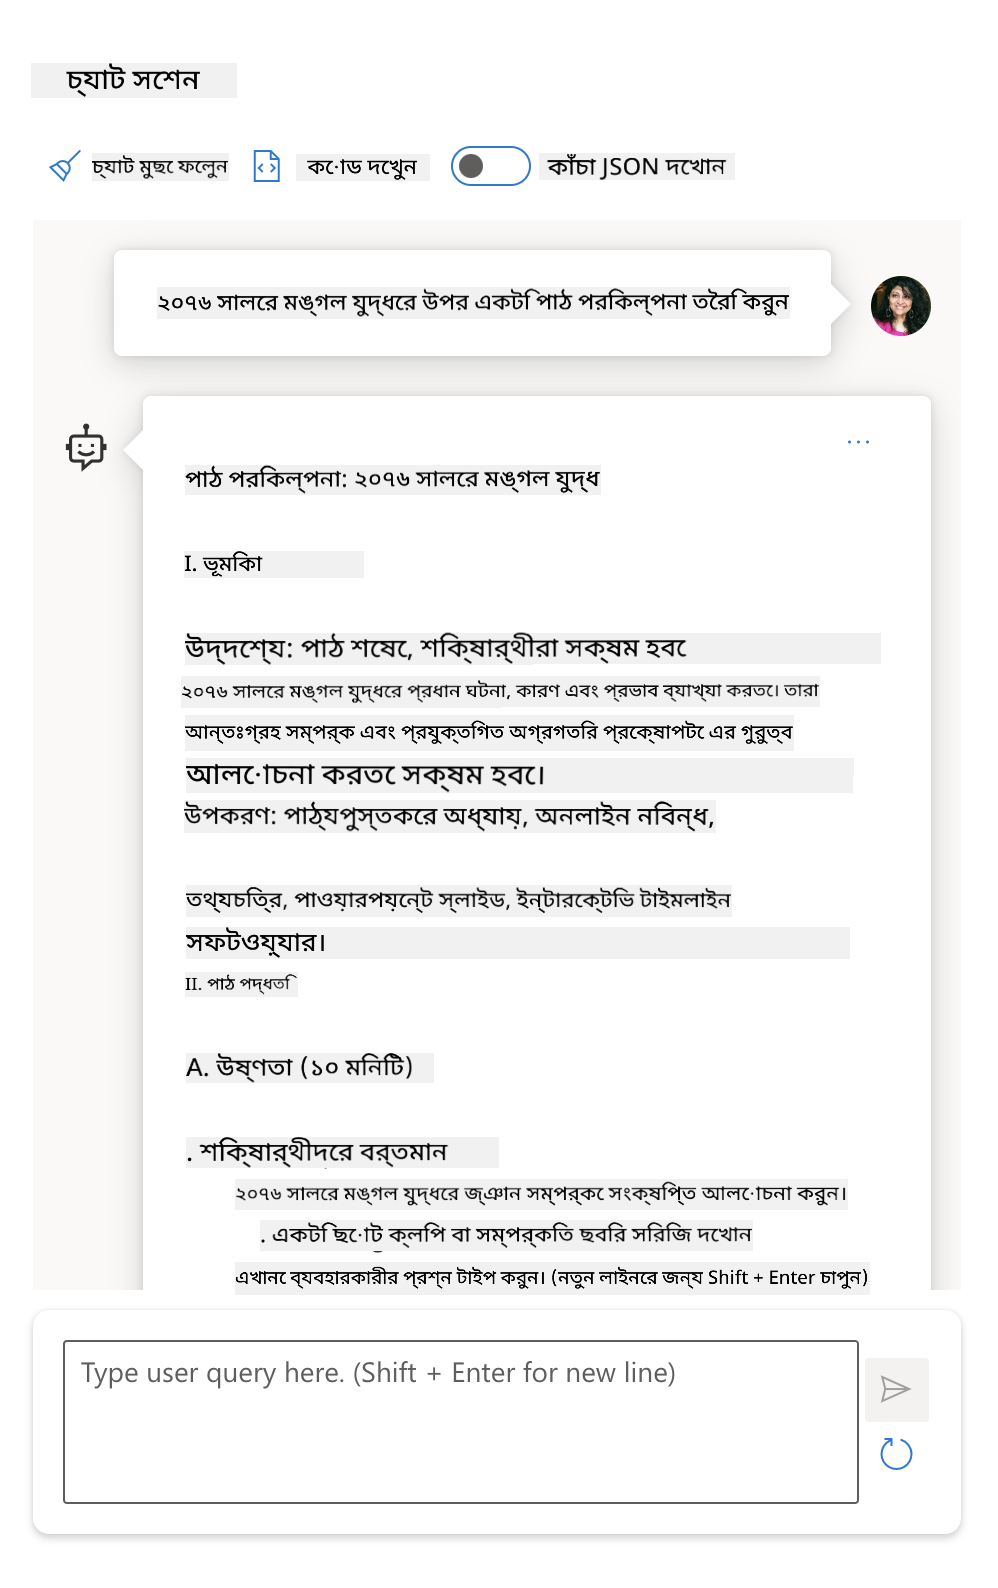 চ্যাট সেশন
চ্যাট মুছে ফেলুন
কোড দেখুন
কাঁচা JSON দেখান
২০৭৬ সালের মঙ্গল যুদ্ধের উপর একটি পাঠ পরিকল্পনা তৈরি করুন
...
পাঠ পরিকল্পনা: ২০৭৬ সালের মঙ্গল যুদ্ধ
I. ভূমিকা
উদ্দেশ্য: পাঠ শেষে, শিক্ষার্থীরা সক্ষম হবে
২০৭৬ সালের মঙ্গল যুদ্ধের প্রধান ঘটনা, কারণ এবং প্রভাব ব্যাখ্যা করতে। তারা
আন্তঃগ্রহ সম্পর্ক এবং প্রযুক্তিগত অগ্রগতির প্রেক্ষাপটে এর গুরুত্ব
আলোচনা করতে সক্ষম হবে।
উপকরণ: পাঠ্যপুস্তকের অধ্যায়, অনলাইন নিবন্ধ,
তথ্যচিত্র, পাওয়ারপয়েন্ট স্লাইড, ইন্টারেক্টিভ টাইমলাইন
সফটওয়্যার।
II. পাঠ পদ্ধতি
A. উষ্ণতা (১০ মিনিট)
. শিক্ষার্থীদের বর্তমান
২০৭৬ সালের মঙ্গল যুদ্ধের জ্ঞান সম্পর্কে সংক্ষিপ্ত আলোচনা করুন।
. একটি ছোট ক্লিপ বা সম্পর্কিত ছবির সিরিজ দেখান
এখানে ব্যবহারকারীর প্রশ্ন টাইপ করুন। (নতুন লাইনের জন্য Shift + Enter চাপুন)
Type user query here. (Shift + Enter for new line)